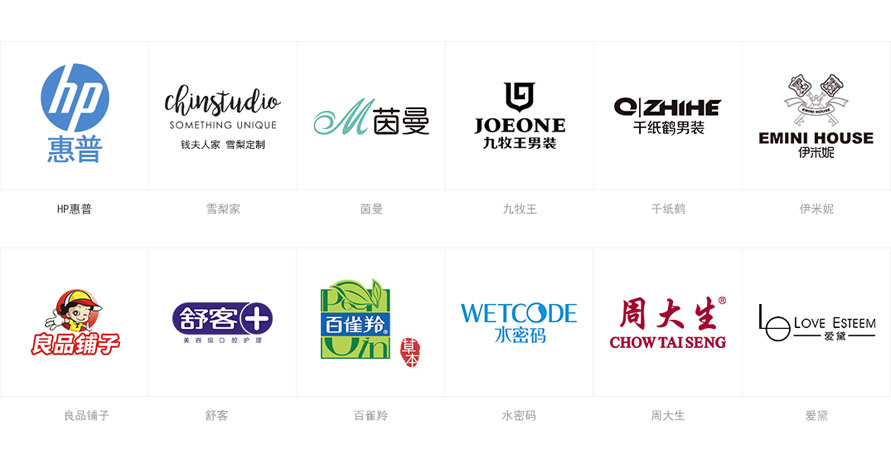 hp
惠普
chinstudio
SOMETHING UNIQUE
钱夫人家 雪梨定制
M茵曼
JOEONE
九牧王男装
Q|ZHIHE
千纸鹤男装
EMINI HOUSE
EMINI HOUSE
伊米妮
HP惠普
雪梨家
茵曼
九牧王
千纸鹤
伊米妮
良品铺子
舒客+
美容级口腔护理
百雀羚®
草本
WETCODE
水密码
周大生®
CHOW TAI SENG
LOVE ESTEEM
爱黛
良品铺子
舒客
百雀羚
水密码
周大生
爱黛